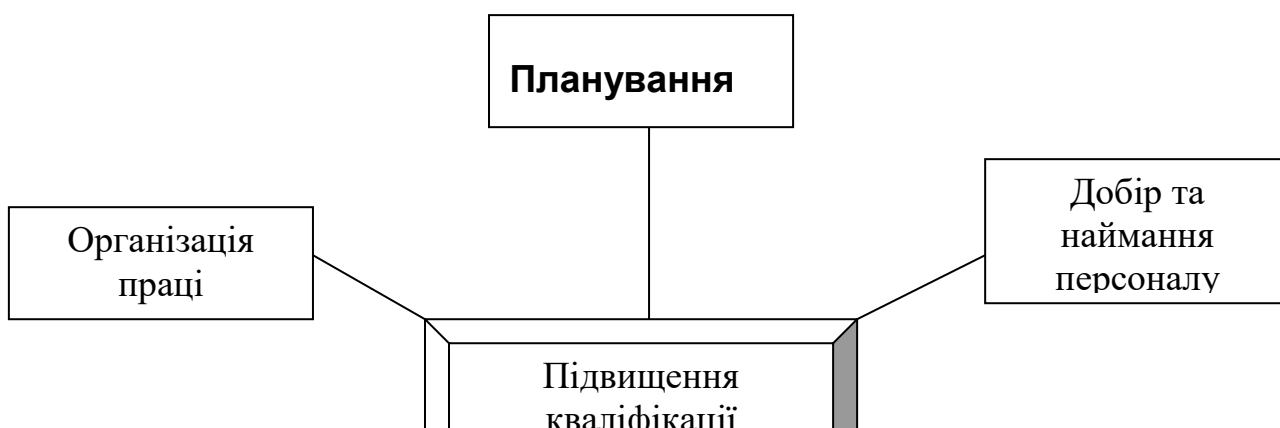 Планування
Добір та
наймання
персоналу
Організація
праці
Підвищення
кваліфікації